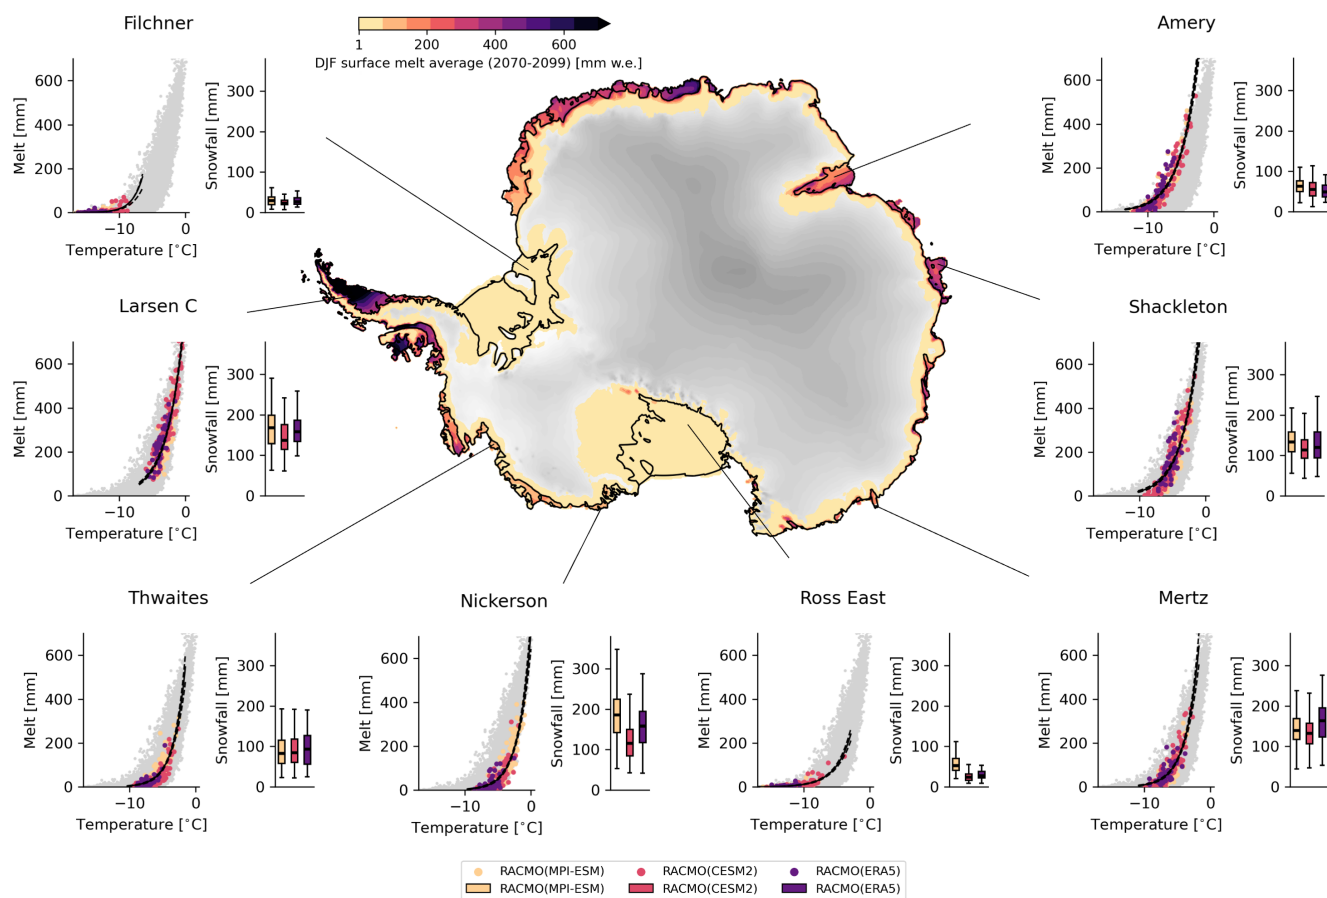 Filchner
Amery
1 200 400 600
DJF surface melt average (2070-2099) [mm w.e.]
600
400
200
0
Melt [mm]
−10 0
Temperature [°C]
300
200
100
0
Snowfall [mm]
600
400
200
0
Melt [mm]
−10 0
Temperature [°C]
300
200
100
0
Snowfall [mm]
Larsen C
600
400
200
0
Melt [mm]
−10 0
Temperature [°C]
300
200
100
0
Snowfall [mm]
Shackleton
600
400
200
0
Melt [mm]
−10 0
Temperature [°C]
300
200
100
0
Snowfall [mm]
Thwaites
600
400
200
0
Melt [mm]
−10 0
Temperature [°C]
300
200
100
0
Snowfall [mm]
Nickerson
600
400
200
0
Melt [mm]
−10 0
Temperature [°C]
300
200
100
0
Snowfall [mm]
Ross East
600
400
200
0
Melt [mm]
−10 0
Temperature [°C]
300
200
100
0
Snowfall [mm]
Mertz
600
400
200
0
Melt [mm]
−10 0
Temperature [°C]
300
200
100
0
Snowfall [mm]
RACMO(MPI-ESM) RACMO(CESM2) RACMO(ERA5)
RACMO(MPI-ESM) RACMO(CESM2) RACMO(ERA5)